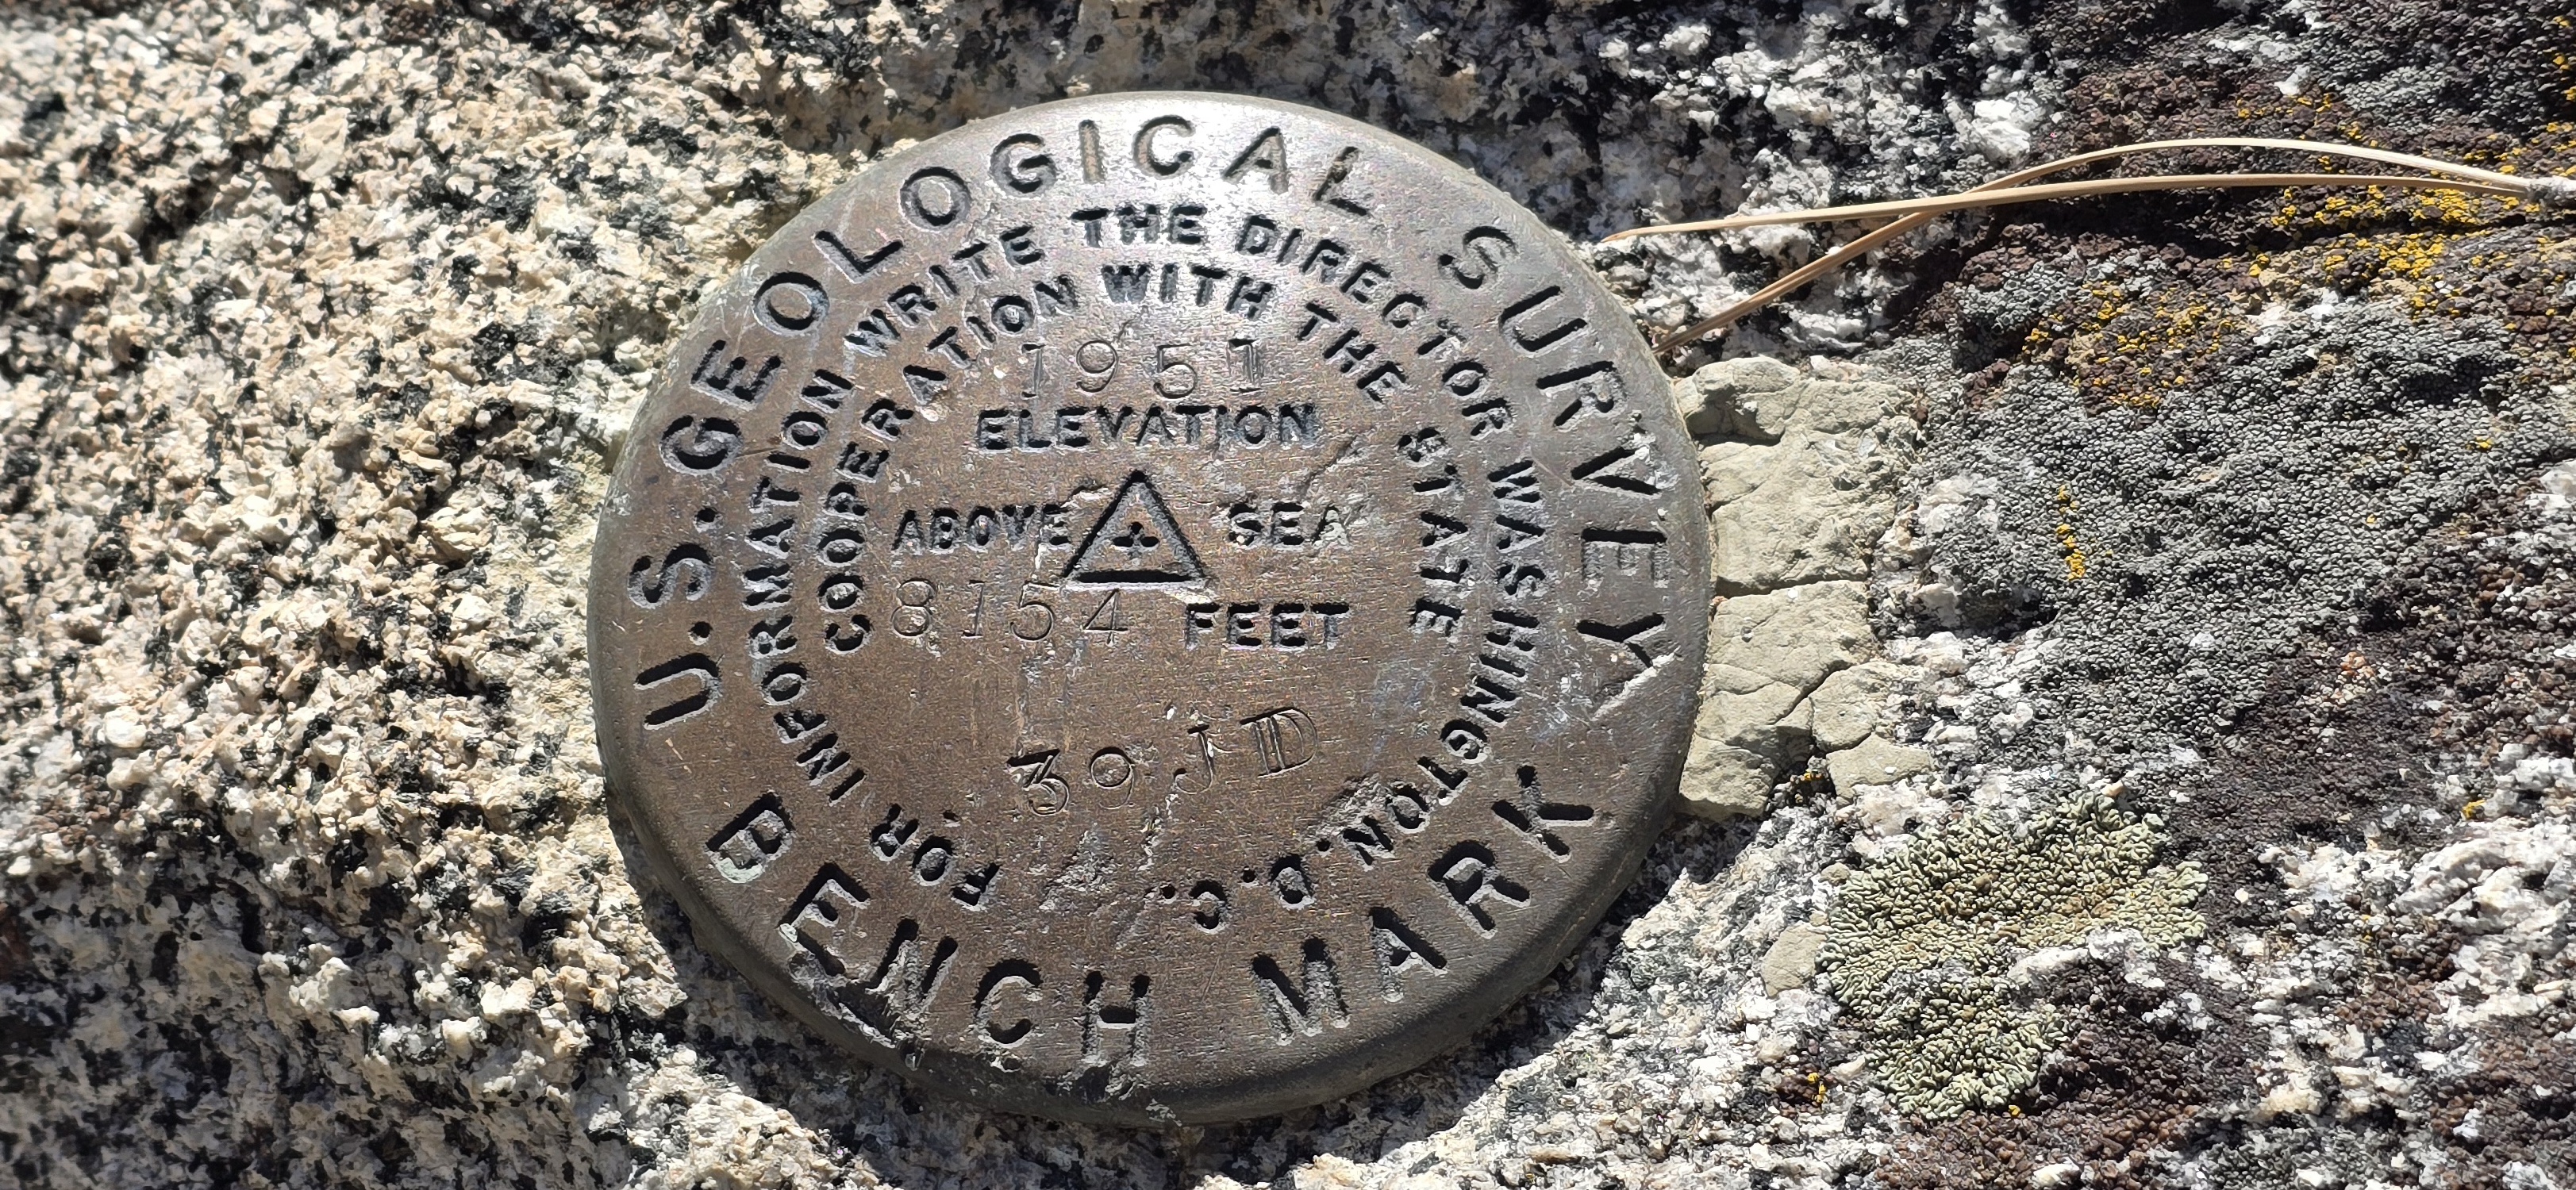 U.S. GEOLOGICAL SURVEY
FOR INFORMATION WRITE THE DIRECTOR WASHINGTON, D.C.
COOPERATION WITH THE STATE
1951
ELEVATION
ABOVE SEA
8154 FEET
39 JD
BENCH MARK